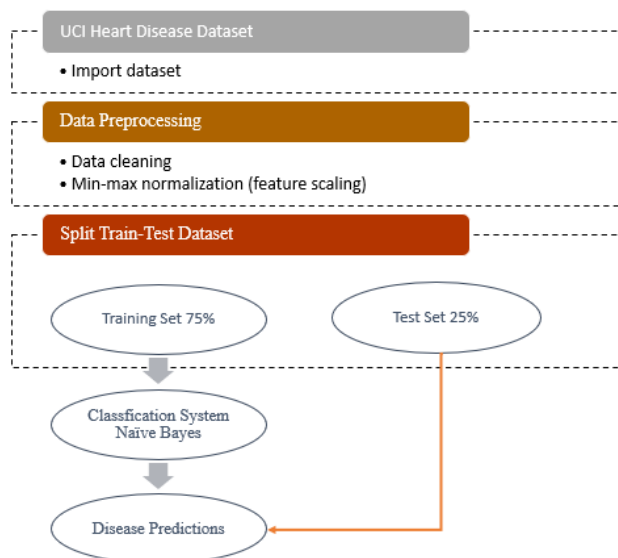 UCI Heart Disease Dataset
• Import dataset
Data Preprocessing
• Data cleaning
• Min-max normalization (feature scaling)
Split Train-Test Dataset
Training Set 75%
Test Set 25%
Classfication System
Naïve Bayes
Disease Predictions